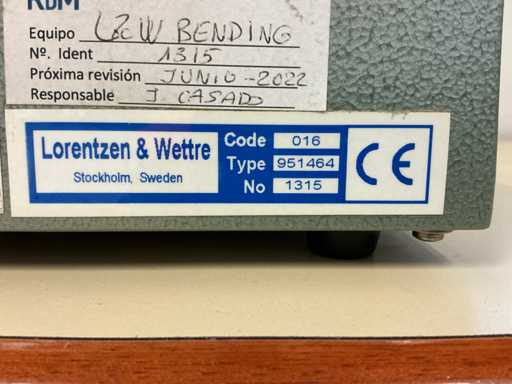 RDM
Equipo L&W BENDING
Nº. Ident 1315
Próxima revisión JUNIO-2022
Responsable J. CASADO
Lorentzen & Wettre
Stockholm, Sweden
Code 016
Type 951464
No 1315
CE